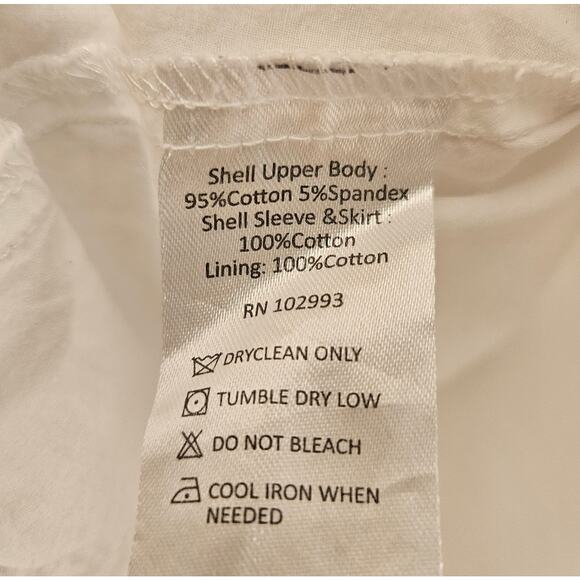 Shell Upper Body :
95%Cotton 5%Spandex
Shell Sleeve &Skirt :
100%Cotton
Lining: 100%Cotton
RN 102993
DRYCLEAN ONLY
TUMBLE DRY LOW
DO NOT BLEACH
COOL IRON WHEN
NEEDED